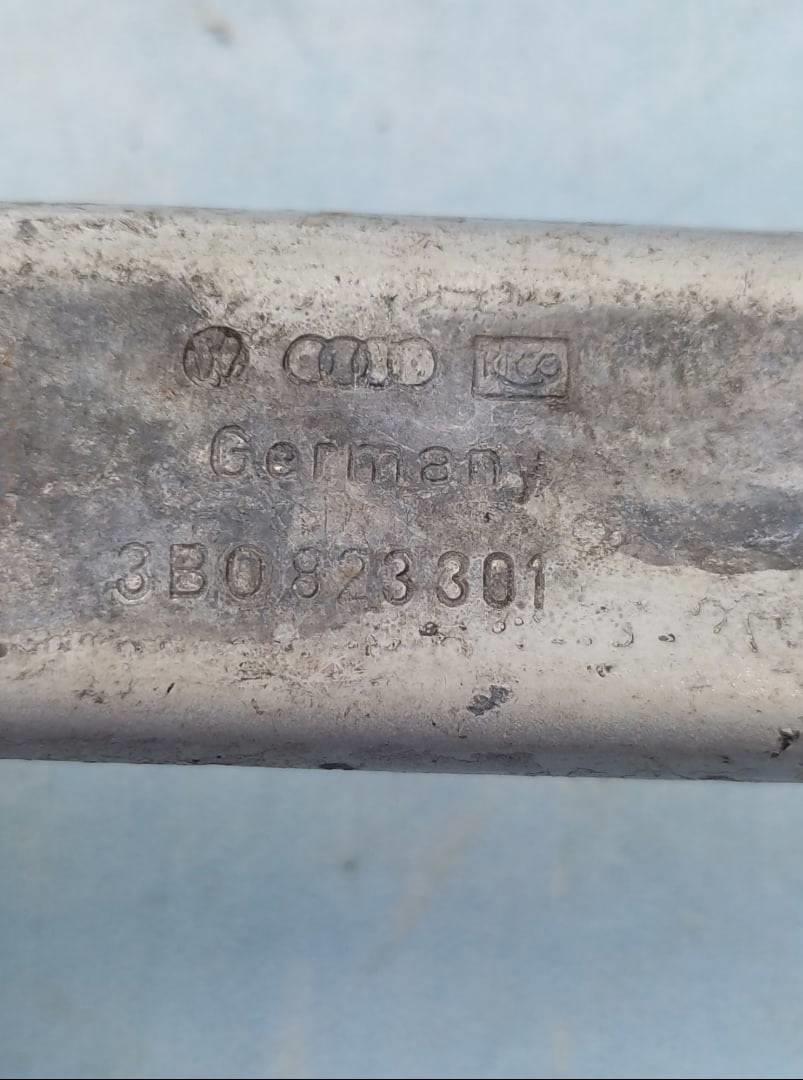 KICO
Germany
3B0 823 301